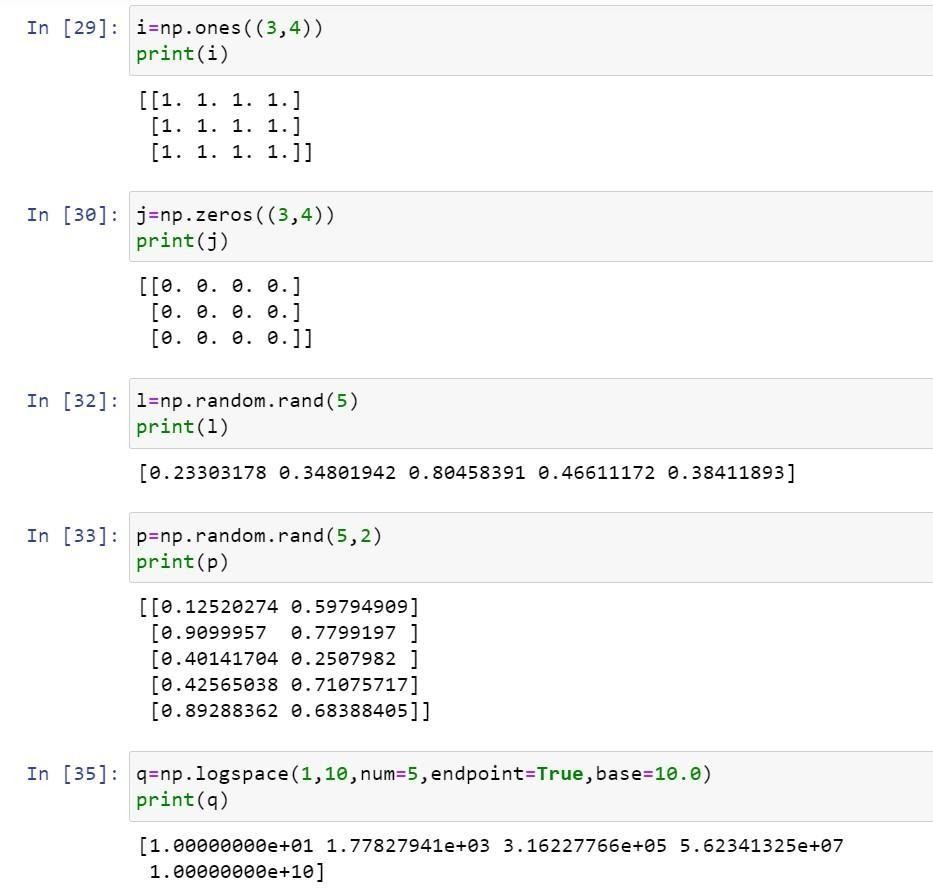 In [29]: i=np.ones((3,4))
print(i)
[[1. 1. 1. 1.]
[1. 1. 1. 1.]
[1. 1. 1. 1.]]
In [30]: j=np.zeros((3,4))
print(j)
[[0. 0. 0. 0.]
[0. 0. 0. 0.]
[0. 0. 0. 0.]]
In [32]: l=np.random.rand(5)
print(l)
[0.23303178 0.34801942 0.80458391 0.46611172 0.38411893]
In [33]: p=np.random.rand(5,2)
print(p)
[[0.12520274 0.59794909]
[0.9099957  0.7799197 ]
[0.40141704 0.2507982 ]
[0.42565038 0.71075717]
[0.89288362 0.68388405]]
In [35]: q=np.logspace(1,10,num=5,endpoint=True,base=10.0)
print(q)
[1.00000000e+01 1.77827941e+03 3.16227766e+05 5.62341325e+07
1.00000000e+10]